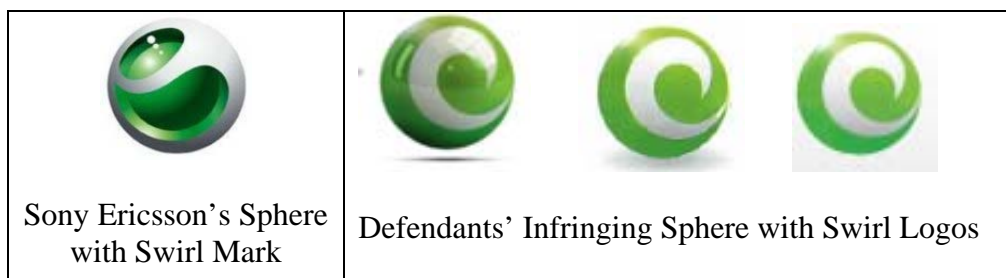 Sony Ericsson’s Sphere
with Swirl Mark
Defendants’ Infringing Sphere with Swirl Logos